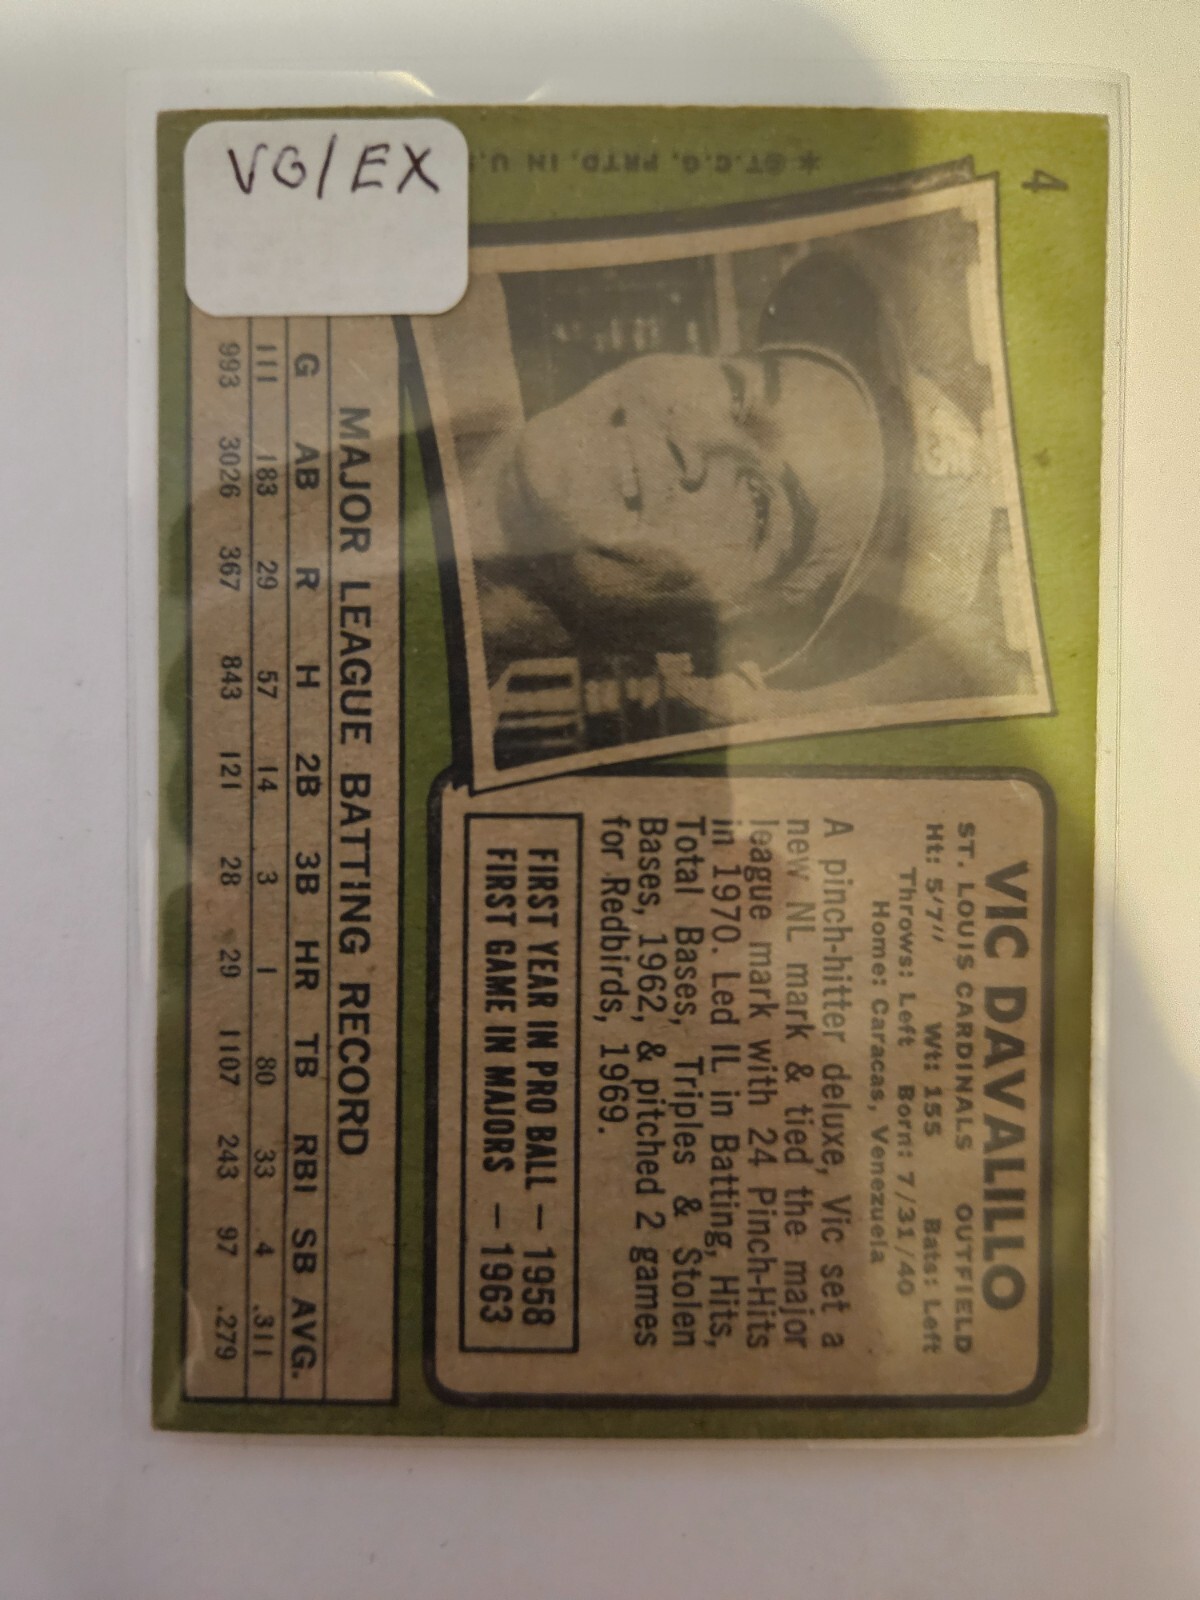 VG/EX
4
*©T.C.G. PRTD. IN U.
VIC DAVALILLO
ST. LOUIS CARDINALS OUTFIELD
Ht: 5'7" Wt: 155 Bats: Left
Throws: Left Born: 7/31/40
Home: Caracas, Venezuela
A pinch-hitter deluxe, Vic set a
new NL mark & tied the major
league mark with 24 Pinch-Hits
in 1970. Led IL in Batting, Hits,
Total Bases, Triples & Stolen
Bases, 1962, & pitched 2 games
for Redbirds, 1969.
FIRST YEAR IN PRO BALL — 1958
FIRST GAME IN MAJORS — 1963
MAJOR LEAGUE BATTING RECORD
G AB R H 2B 3B HR TB RBI SB AVG.
111 183 29 57 14 3 1 80 33 4 .311
993 3026 367 843 121 28 29 1107 243 97 .279